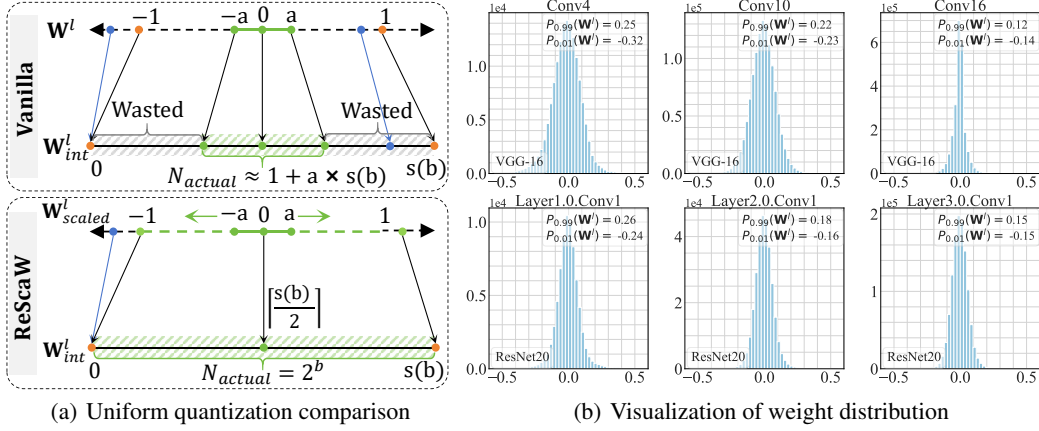 Vanilla
W^l
−1
−a
0
a
1
Wasted
Wasted
W^l_int
0
s(b)
N_actual ≈ 1 + a × s(b)
ReScaW
W^l_scaled
−1
−a
0
a
1
⌈s(b)/2⌉
W^l_int
0
s(b)
N_actual = 2^b
(a) Uniform quantization comparison
1e4
Conv4
P_0.99(W^l) = 0.25
P_0.01(W^l) = -0.32
1.0
0.5
0.0
VGG-16
−0.5
0.0
0.5
1e5
Conv10
P_0.99(W^l) = 0.22
P_0.01(W^l) = -0.23
1.0
0.5
0.0
VGG-16
−0.5
0.0
0.5
1e5
Conv16
P_0.99(W^l) = 0.12
P_0.01(W^l) = -0.14
6
4
2
0
VGG-16
−0.5
0.0
0.5
1e4
Layer1.0.Conv1
P_0.99(W^l) = 0.26
P_0.01(W^l) = -0.24
1.0
0.5
0.0
ResNet20
−0.5
0.0
0.5
Layer2.0.Conv1
P_0.99(W^l) = 0.18
P_0.01(W^l) = -0.16
4
2
0
ResNet20
−0.5
0.0
0.5
1e5
Layer3.0.Conv1
P_0.99(W^l) = 0.15
P_0.01(W^l) = -0.15
2
1
0
ResNet20
−0.5
0.0
0.5
(b) Visualization of weight distribution